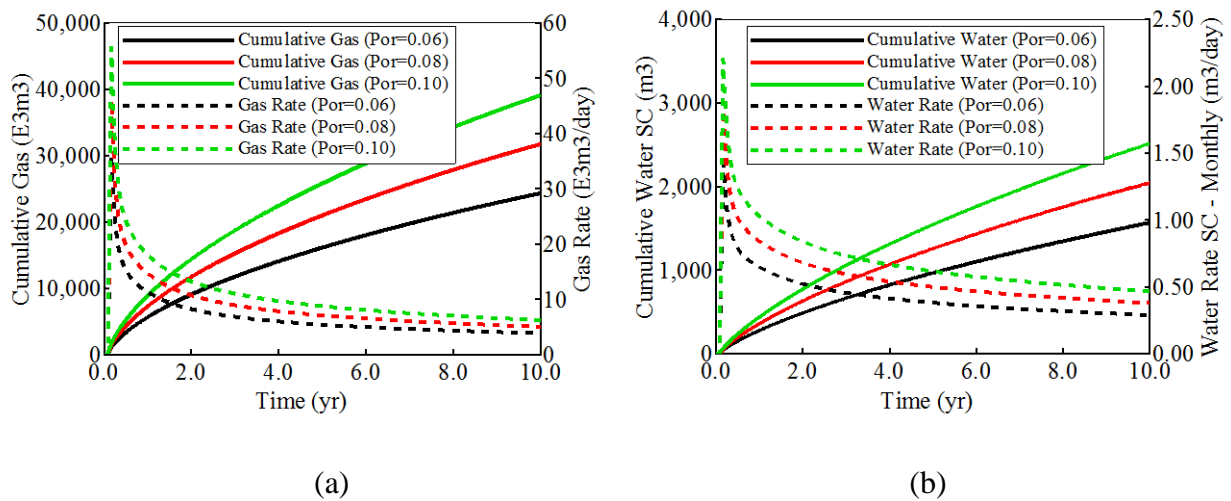 50,000
40,000
30,000
20,000
10,000
0
Cumulative Gas (E3m3)
Cumulative Gas (Por=0.06)
Cumulative Gas (Por=0.08)
Cumulative Gas (Por=0.10)
Gas Rate (Por=0.06)
Gas Rate (Por=0.08)
Gas Rate (Por=0.10)
60
50
40
30
20
10
0
Gas Rate (E3m3/day)
0.0 2.0 4.0 6.0 8.0 10.0
Time (yr)
(a)
4,000
3,000
2,000
1,000
0
Cumulative Water SC (m3)
Cumulative Water (Por=0.06)
Cumulative Water (Por=0.08)
Cumulative Water (Por=0.10)
Water Rate (Por=0.06)
Water Rate (Por=0.08)
Water Rate (Por=0.10)
2.50
2.00
1.50
1.00
0.50
0.00
Water Rate SC - Monthly (m3/day)
0.0 2.0 4.0 6.0 8.0 10.0
Time (yr)
(b)